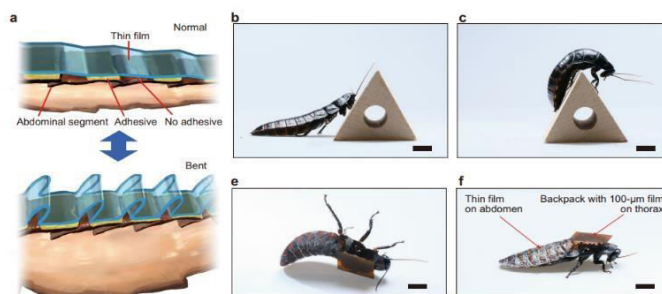 a
Normal
Thin film
Abdominal segment
Adhesive
No adhesive
Bent
b
c
e
f
Thin film
on abdomen
Backpack with 100-µm film
on thorax